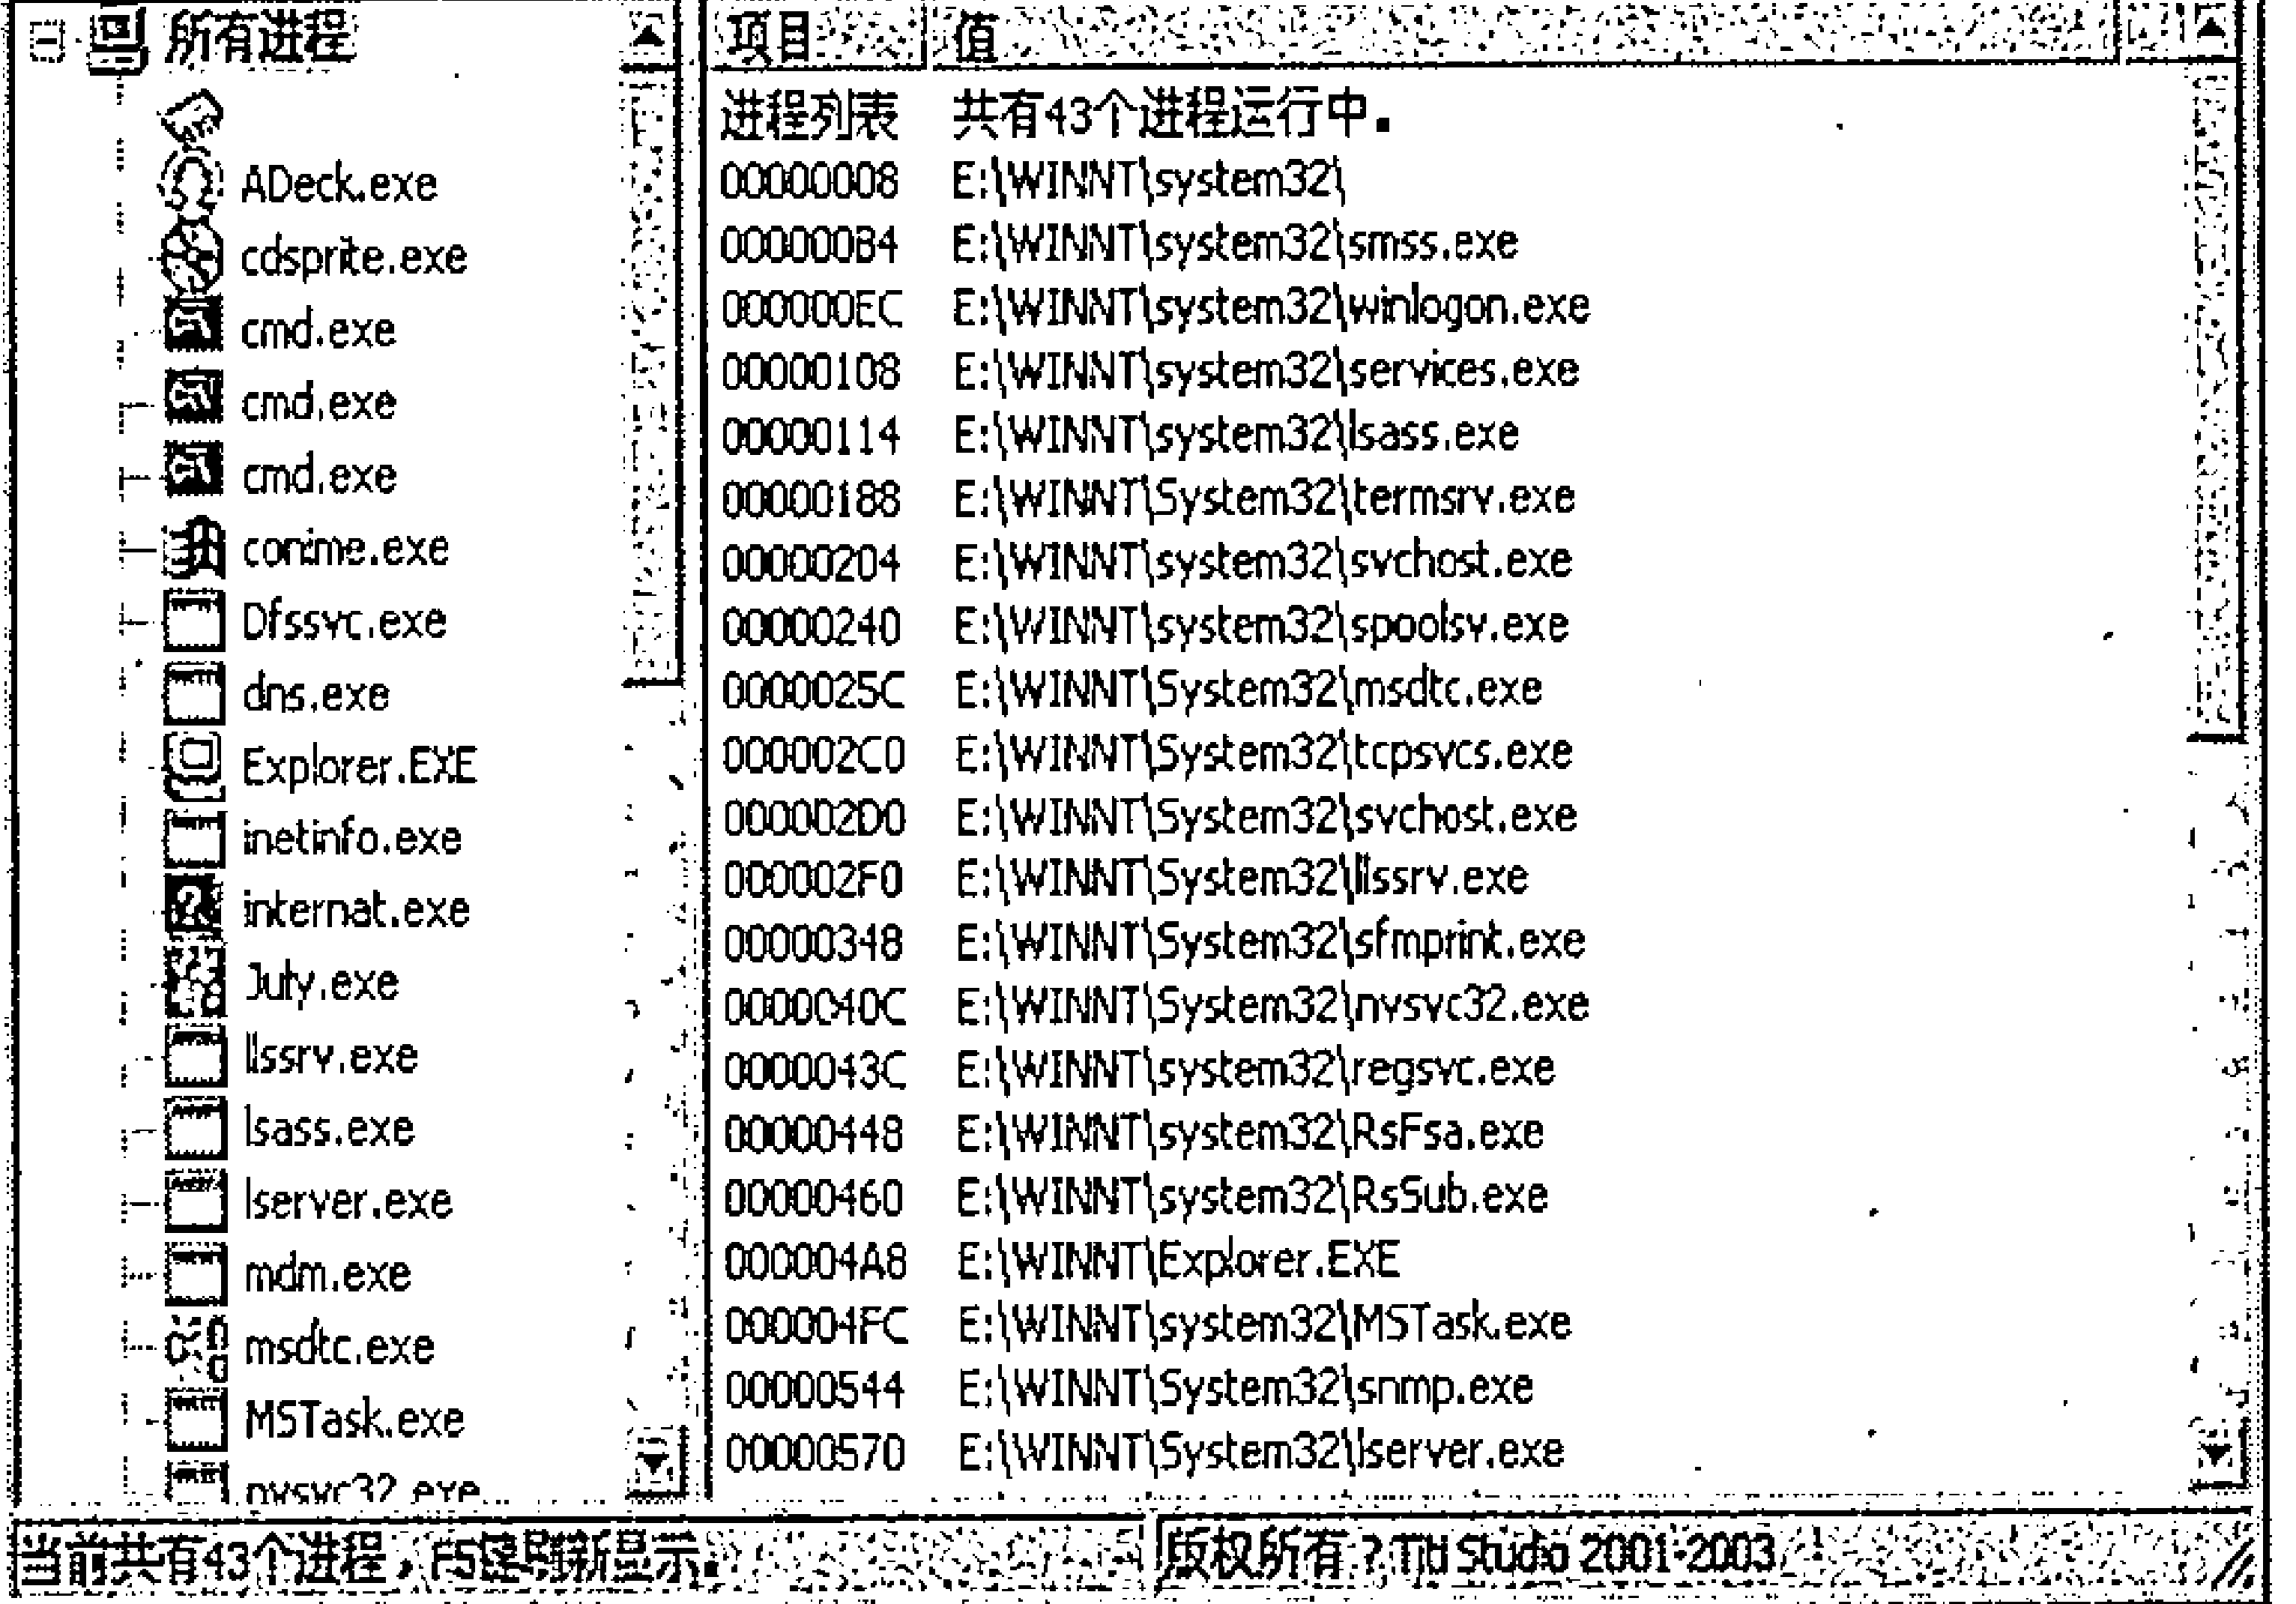 所有进程
ADeck.exe
cdsprite.exe
cmd.exe
cmd.exe
cmd.exe
conime.exe
Dfssvc.exe
dns.exe
Explorer.EXE
inetinfo.exe
internat.exe
July.exe
llssrv.exe
lsass.exe
lserver.exe
mdm.exe
msdtc.exe
MSTask.exe
nvsvc32.exe
项目 值
进程列表 共有43个进程运行中。
00000008 E:\WINNT\system32\
000000B4 E:\WINNT\system32\smss.exe
000000EC E:\WINNT\system32\winlogon.exe
00000108 E:\WINNT\system32\services.exe
00000114 E:\WINNT\system32\lsass.exe
00000188 E:\WINNT\System32\termsrv.exe
00000204 E:\WINNT\system32\svchost.exe
00000240 E:\WINNT\system32\spoolsv.exe
0000025C E:\WINNT\System32\msdtc.exe
000002C0 E:\WINNT\System32\tcpsvcs.exe
000002D0 E:\WINNT\System32\svchost.exe
000002F0 E:\WINNT\System32\llssrv.exe
00000348 E:\WINNT\System32\sfmprint.exe
0000040C E:\WINNT\System32\nvsvc32.exe
0000043C E:\WINNT\system32\regsvc.exe
00000448 E:\WINNT\system32\RsFsa.exe
00000460 E:\WINNT\system32\RsSub.exe
000004A8 E:\WINNT\Explorer.EXE
000004FC E:\WINNT\system32\MSTask.exe
00000544 E:\WINNT\System32\snmp.exe
00000570 E:\WINNT\System32\lserver.exe
当前共有43个进程，F5键刷新显示。
版权所有 ? Studio 2001-2003